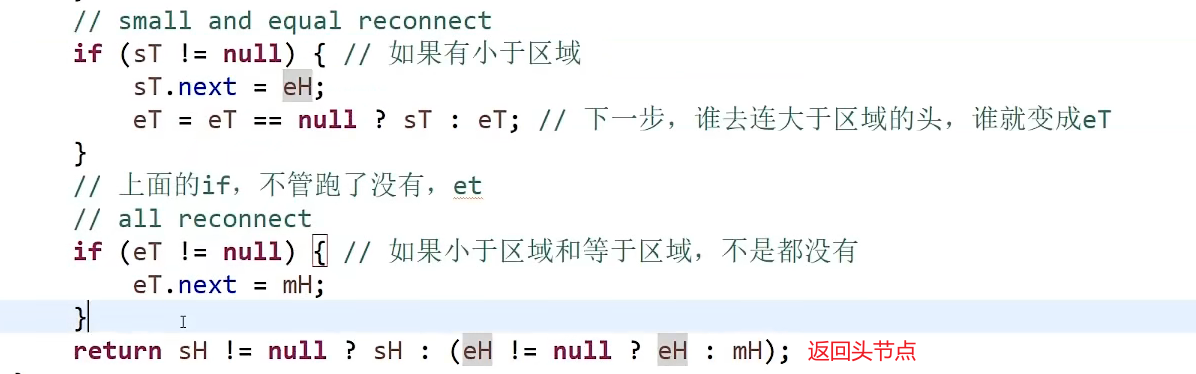 // small and equal reconnect
if (sT != null) { // 如果有小于区域
sT.next = eH;
eT = eT == null ? sT : eT; // 下一步，谁去连大于区域的头，谁就变成eT
}
// 上面的if，不管跑了没有，et
// all reconnect
if (eT != null) { // 如果小于区域和等于区域，不是都没有
eT.next = mH;
}
return sH != null ? sH : (eH != null ? eH : mH); 返回头节点